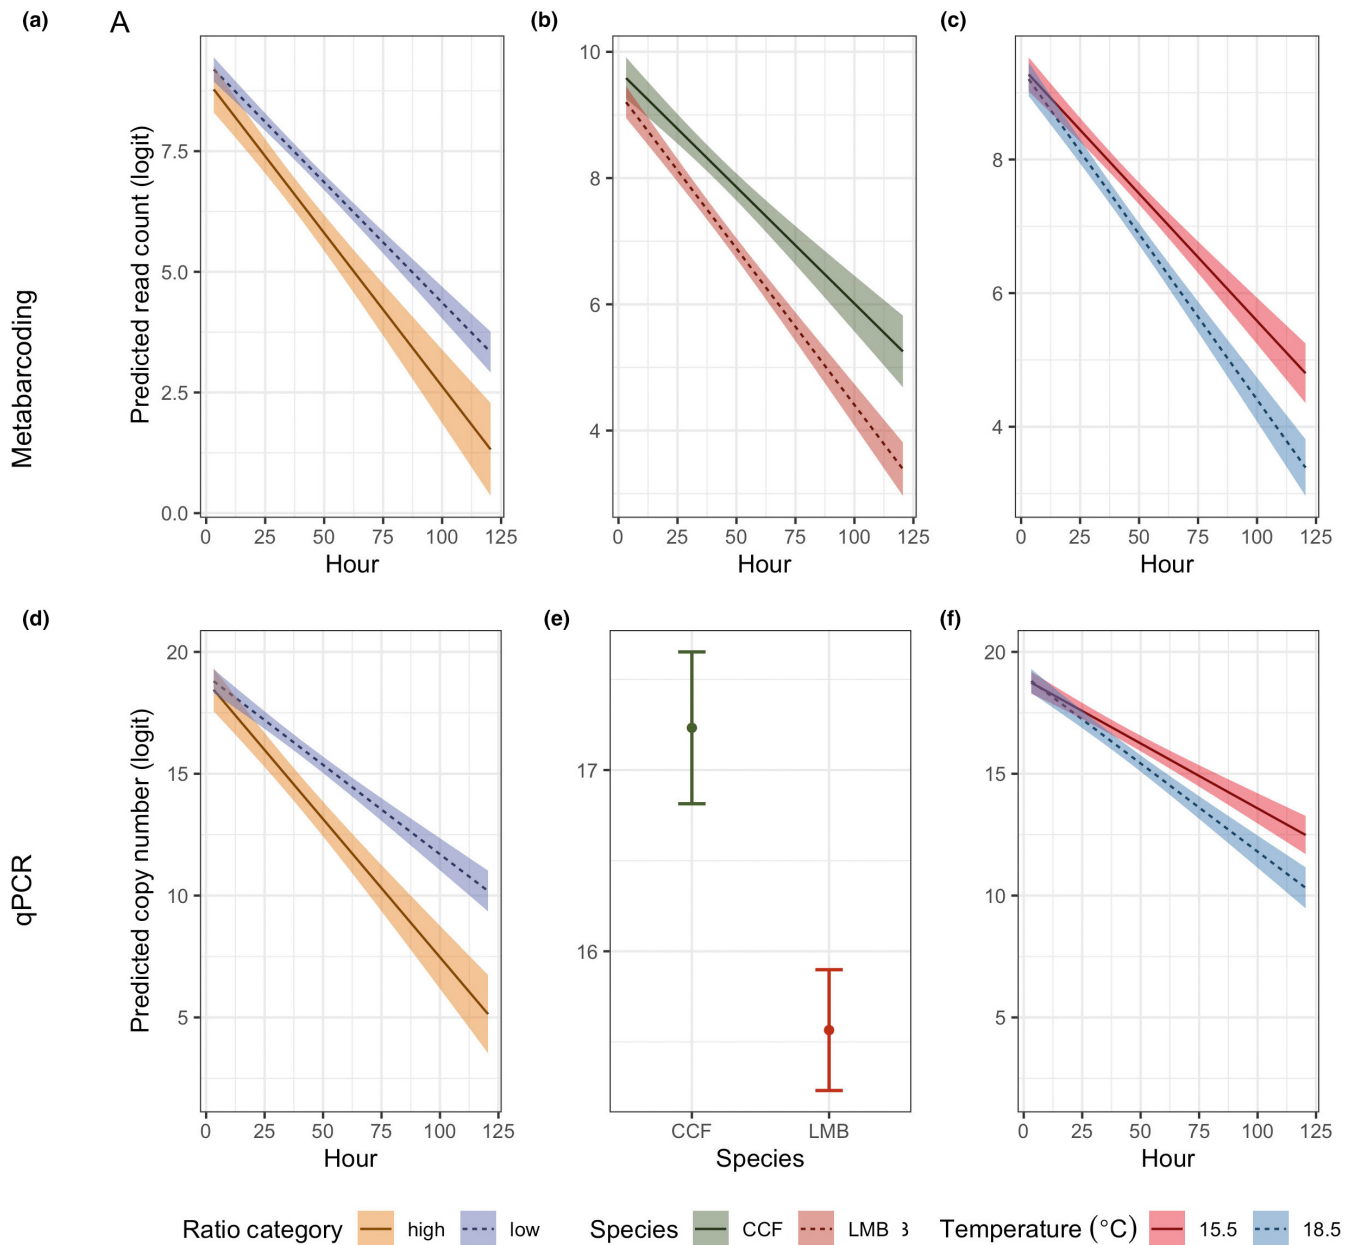 (a) A (b) (c)
10
8
6
4
7.5
5.0
2.5
0.0
8
6
4
Predicted read count (logit)
Metabarcoding
0 25 50 75 100 125
0 25 50 75 100 125
0 25 50 75 100 125
Hour Hour Hour
(d) (e) (f)
20
15
10
5
17
16
20
15
10
5
Predicted copy number (logit)
qPCR
0 25 50 75 100 125
CCF LMB
0 25 50 75 100 125
Hour Species Hour
Ratio category high low Species CCF LMB Temperature (°C) 15.5 18.5